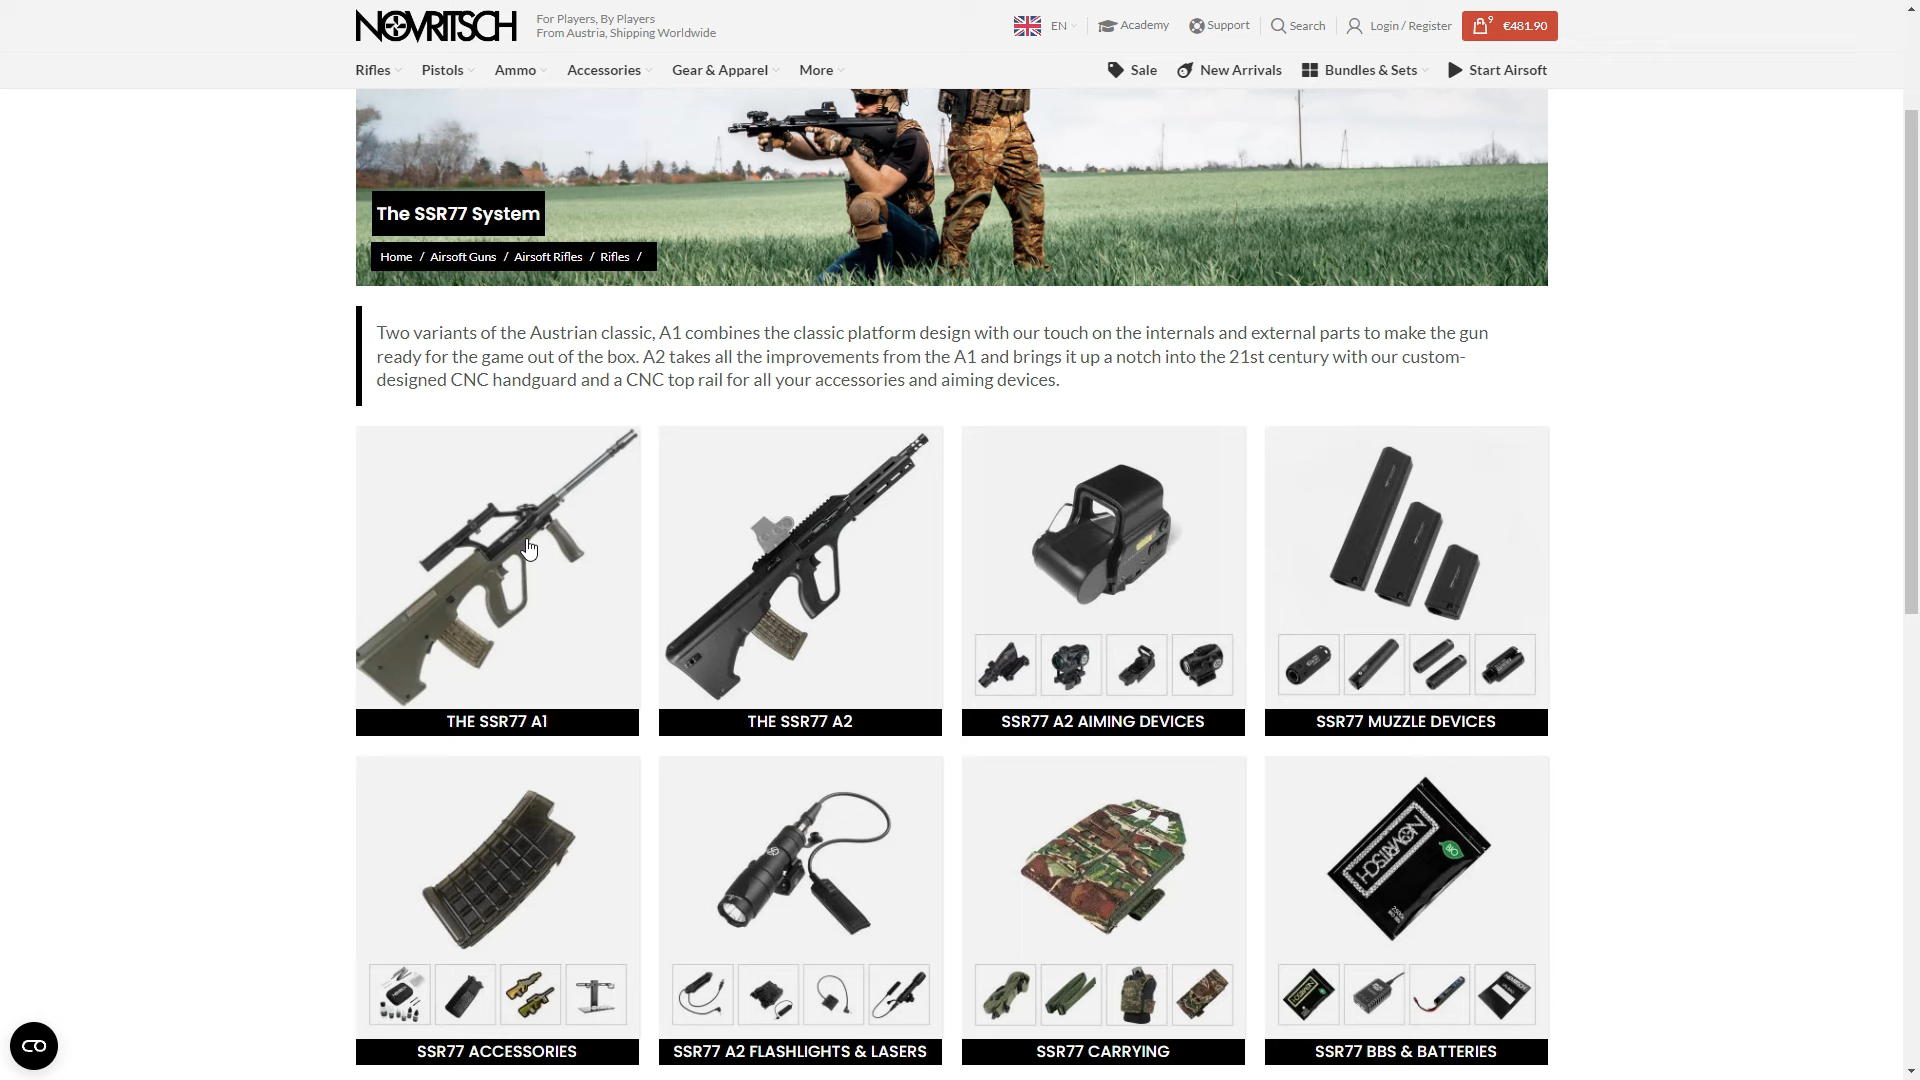 NOVRITSCH
For Players, By Players
From Austria, Shipping Worldwide
EN
Academy
Support
Search
Login / Register
9
€481.90
Rifles
Pistols
Ammo
Accessories
Gear & Apparel
More
Sale
New Arrivals
Bundles & Sets
Start Airsoft
The SSR77 System
Home / Airsoft Guns / Airsoft Rifles / Rifles /
Two variants of the Austrian classic, A1 combines the classic platform design with our touch on the internals and external parts to make the gun
ready for the game out of the box. A2 takes all the improvements from the A1 and brings it up a notch into the 21st century with our custom-
designed CNC handguard and a CNC top rail for all your accessories and aiming devices.
THE SSR77 A1
THE SSR77 A2
SSR77 A2 AIMING DEVICES
SSR77 MUZZLE DEVICES
NOVRITSCH
BIO
SSR77 ACCESSORIES
SSR77 A2 FLASHLIGHTS & LASERS
SSR77 CARRYING
SSR77 BBS & BATTERIES